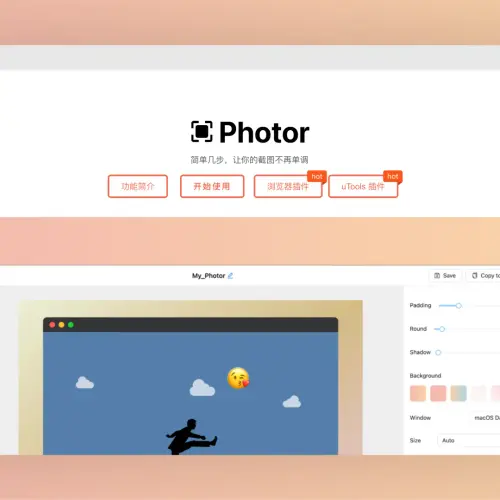 Photor
简单几步，让你的截图不再单调
功能简介
开始使用
浏览器插件
hot
uTools 插件
hot
My_Photor
Save
Copy to
Padding
Round
Shadow
Background
Window
macOS Da
Size
Auto